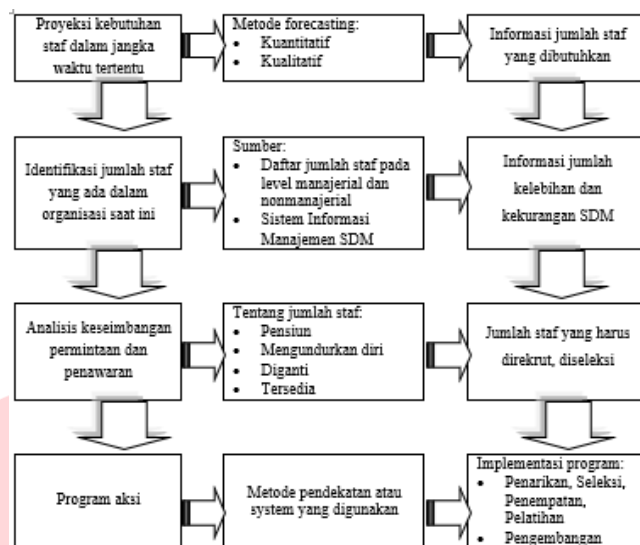 Proyeksi kebutuhan
staf dalam jangka
waktu tertentu
Metode forecasting:
• Kuantitatif
• Kualitatif
Informasi jumlah staf
yang dibutuhkan
Identifikasi jumlah staf
yang ada dalam
organisasi saat ini
Sumber:
• Daftar jumlah staf pada
level manajerial dan
nonmanajerial
• Sistem Informasi
Manajemen SDM
Informasi jumlah
kelebihan dan
kekurangan SDM
Analisis keseimbangan
permintaan dan
penawaran
Tentang jumlah staf:
• Pensiun
• Mengundurkan diri
• Diganti
• Tersedia
Jumlah staf yang harus
direkrut, diseleksi
Program aksi
Metode pendekatan atau
system yang digunakan
Implementasi program:
• Penarikan, Seleksi,
Penempatan,
Pelatihan
• Pengembangan